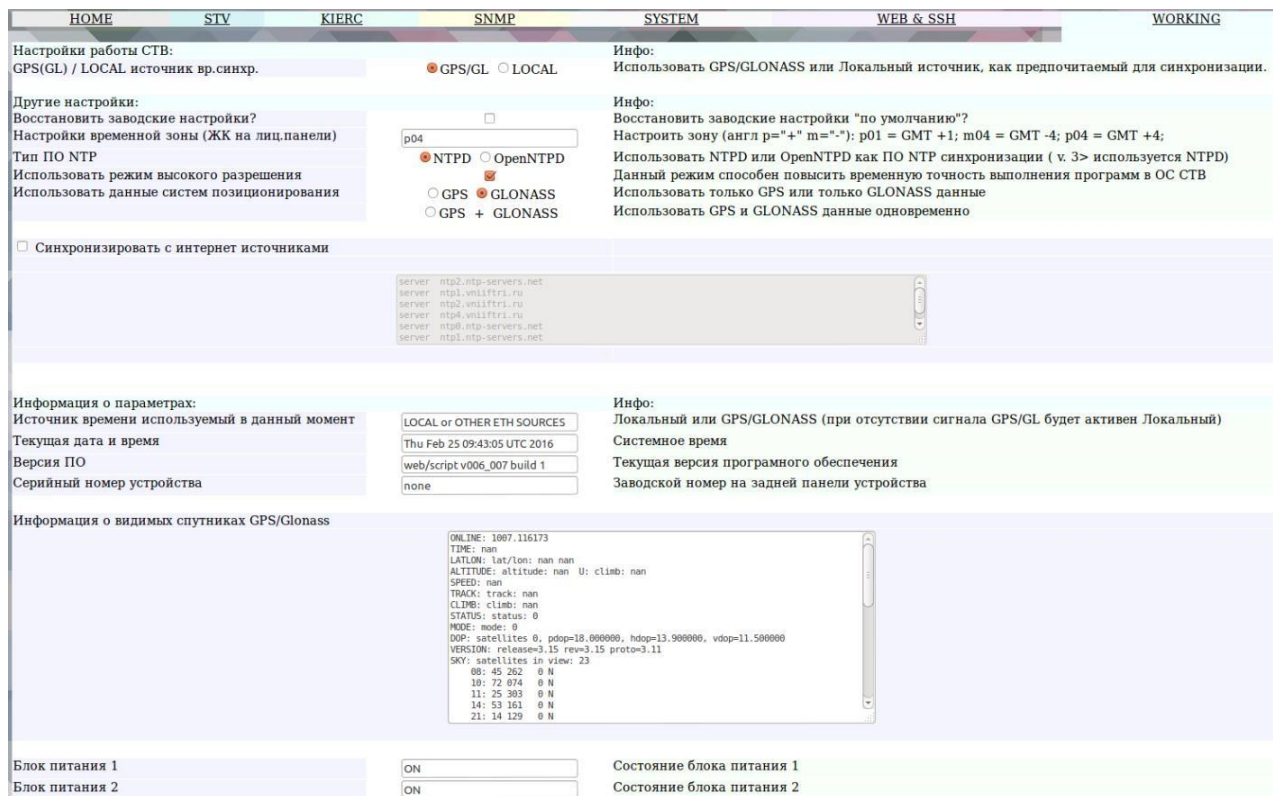 HOME STV KIERC SNMP SYSTEM WEB & SSH WORKING
Настройки работы СТВ: Инфо:
GPS(GL) / LOCAL источник вр.синхр. GPS/GL LOCAL Использовать GPS/GLONASS или Локальный источник, как предпочитаемый для синхронизации.
Другие настройки: Инфо:
Восстановить заводские настройки? Восстановить заводские настройки "по умолчанию"?
Настройки временной зоны (ЖК на лиц.панели) p04 Настроить зону (англ p="+" m="-"): p01 = GMT +1; m04 = GMT -4; p04 = GMT +4;
Тип ПО NTP NTPD OpenNTPD Использовать NTPD или OpenNTPD как ПО NTP синхронизации ( v. 3> используется NTPD)
Использовать режим высокого разрешения Данный режим способен повысить временную точность выполнения программ в ОС СТВ
Использовать данные систем позиционирования GPS GLONASS Использовать только GPS или только GLONASS данные
GPS + GLONASS Использовать GPS и GLONASS данные одновременно
Синхронизировать с интернет источниками
server ntp2.ntp-servers.net
server ntp1.vniiftri.ru
server ntp2.vniiftri.ru
server ntp4.vniiftri.ru
server ntp0.ntp-servers.net
server ntp1.ntp-servers.net
Информация о параметрах: Инфо:
Источник времени используемый в данный момент LOCAL or OTHER ETH SOURCES Локальный или GPS/GLONASS (при отсутствии сигнала GPS/GL будет активен Локальный)
Текущая дата и время Thu Feb 25 09:43:05 UTC 2016 Системное время
Версия ПО web/script v006_007 build 1 Текущая версия програмного обеспечения
Серийный номер устройства none Заводской номер на задней панели устройства
Информация о видимых спутниках GPS/Glonass
ONLINE: 1007.116173
TIME: nan
LATLON: lat/lon: nan nan
ALTITUDE: altitude: nan U: climb: nan
SPEED: nan
TRACK: track: nan
CLIMB: climb: nan
STATUS: status: 0
MODE: mode: 0
DOP: satellites 0, pdop=18.000000, hdop=13.900000, vdop=11.500000
VERSION: release=3.15 rev=3.15 proto=3.11
SKY: satellites in view: 23
08: 45 262 0 N
10: 72 074 0 N
11: 25 303 0 N
14: 53 161 0 N
21: 14 129 0 N
Блок питания 1 ON Состояние блока питания 1
Блок питания 2 ON Состояние блока питания 2